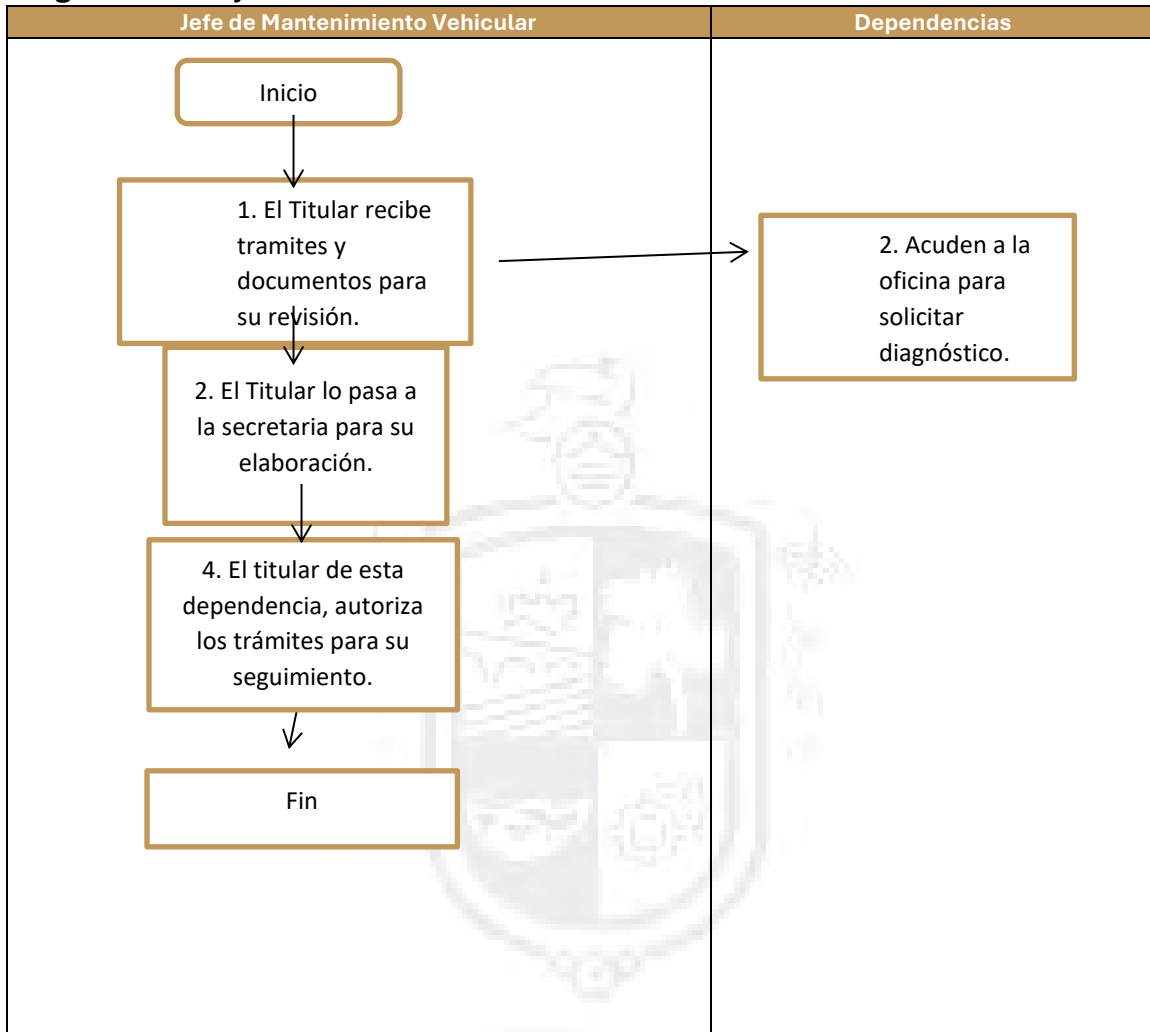 Jefe de Mantenimiento Vehicular
Dependencias
Inicio
1. El Titular recibe
tramites y
documentos para
su revisión.
2. Acuden a la
oficina para
solicitar
diagnóstico.
2. El Titular lo pasa a
la secretaria para su
elaboración.
4. El titular de esta
dependencia, autoriza
los trámites para su
seguimiento.
Fin